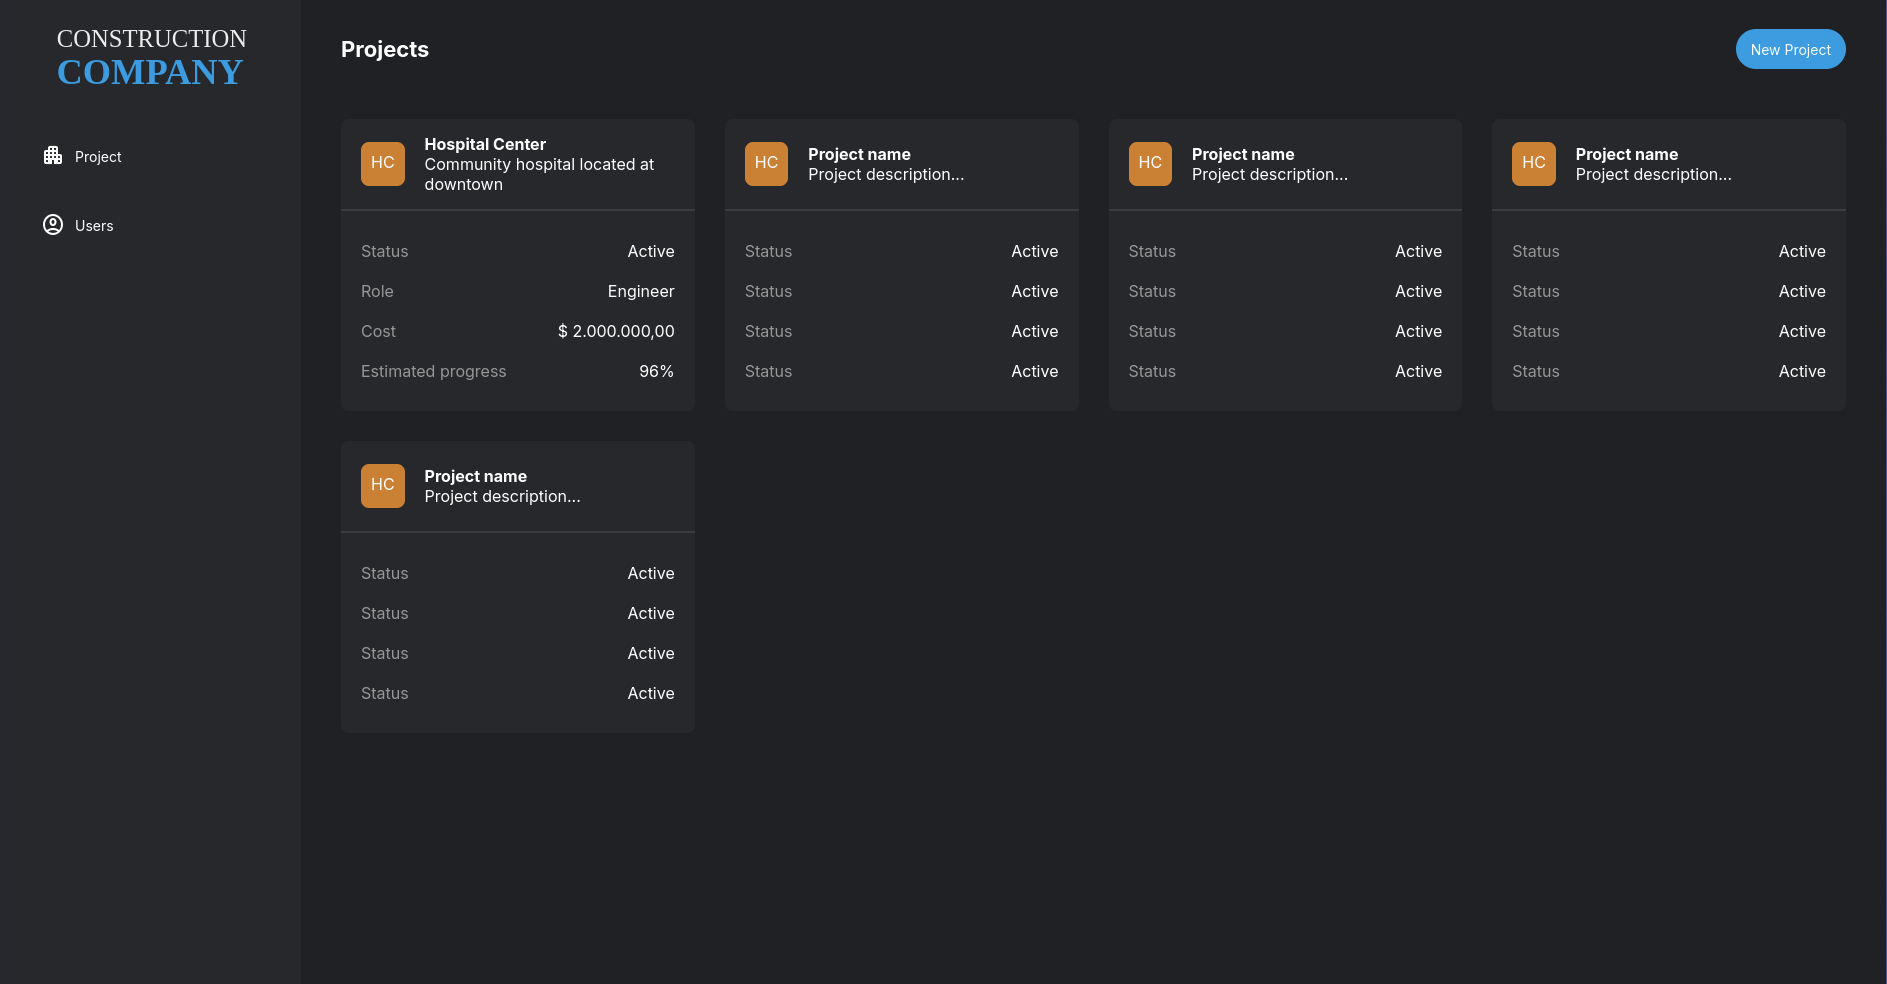 CONSTRUCTION
COMPANY
Project
Users
Projects
New Project
HC
Hospital Center
Community hospital located at
downtown
Status Active
Role Engineer
Cost $ 2.000.000,00
Estimated progress 96%
HC
Project name
Project description...
Status Active
Status Active
Status Active
Status Active
HC
Project name
Project description...
Status Active
Status Active
Status Active
Status Active
HC
Project name
Project description...
Status Active
Status Active
Status Active
Status Active
HC
Project name
Project description...
Status Active
Status Active
Status Active
Status Active